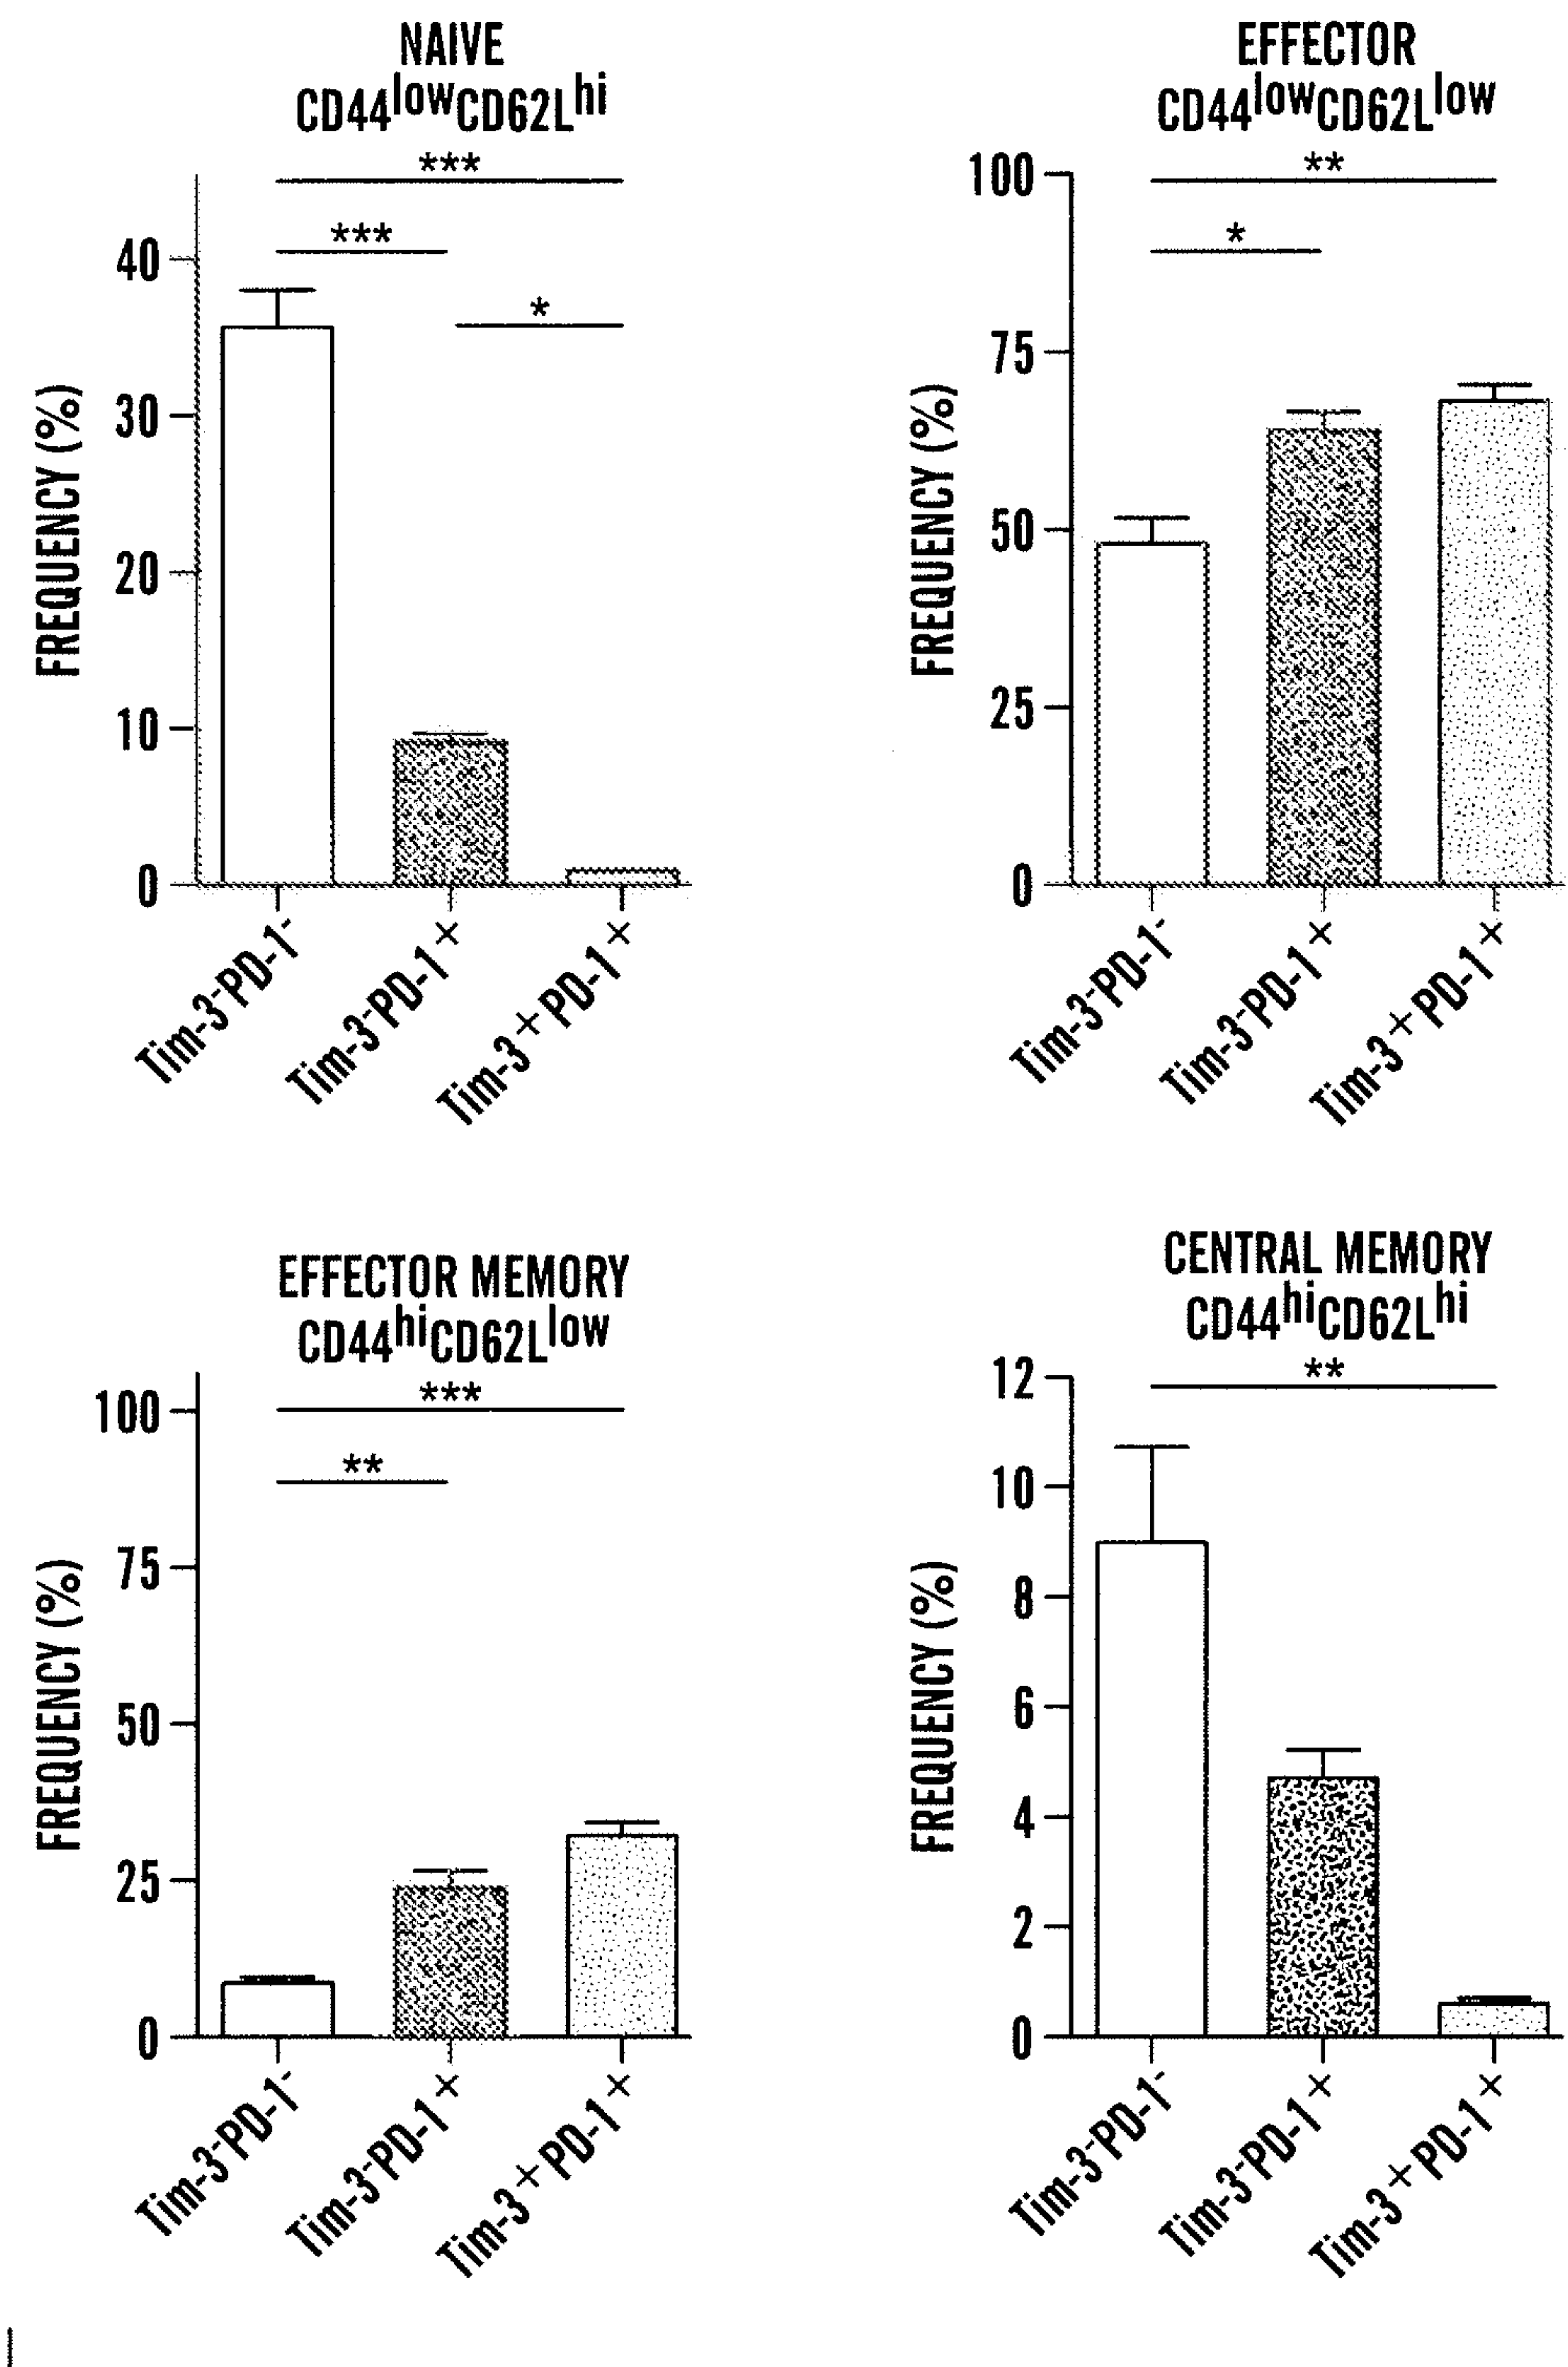 NAIVE
CD44lowCD62Lhi
***
***
*
40
30
20
10
0
FREQUENCY (%)
Tim-3-PD-1-
Tim-3-PD-1+
Tim-3+PD-1+
EFFECTOR
CD44lowCD62Llow
**
*
100
75
50
25
0
FREQUENCY (%)
Tim-3-PD-1-
Tim-3-PD-1+
Tim-3+PD-1+
EFFECTOR MEMORY
CD44hiCD62Llow
***
**
100
75
50
25
0
FREQUENCY (%)
Tim-3-PD-1-
Tim-3-PD-1+
Tim-3+PD-1+
CENTRAL MEMORY
CD44hiCD62Lhi
**
12
10
8
6
4
2
0
FREQUENCY (%)
Tim-3-PD-1-
Tim-3-PD-1+
Tim-3+PD-1+